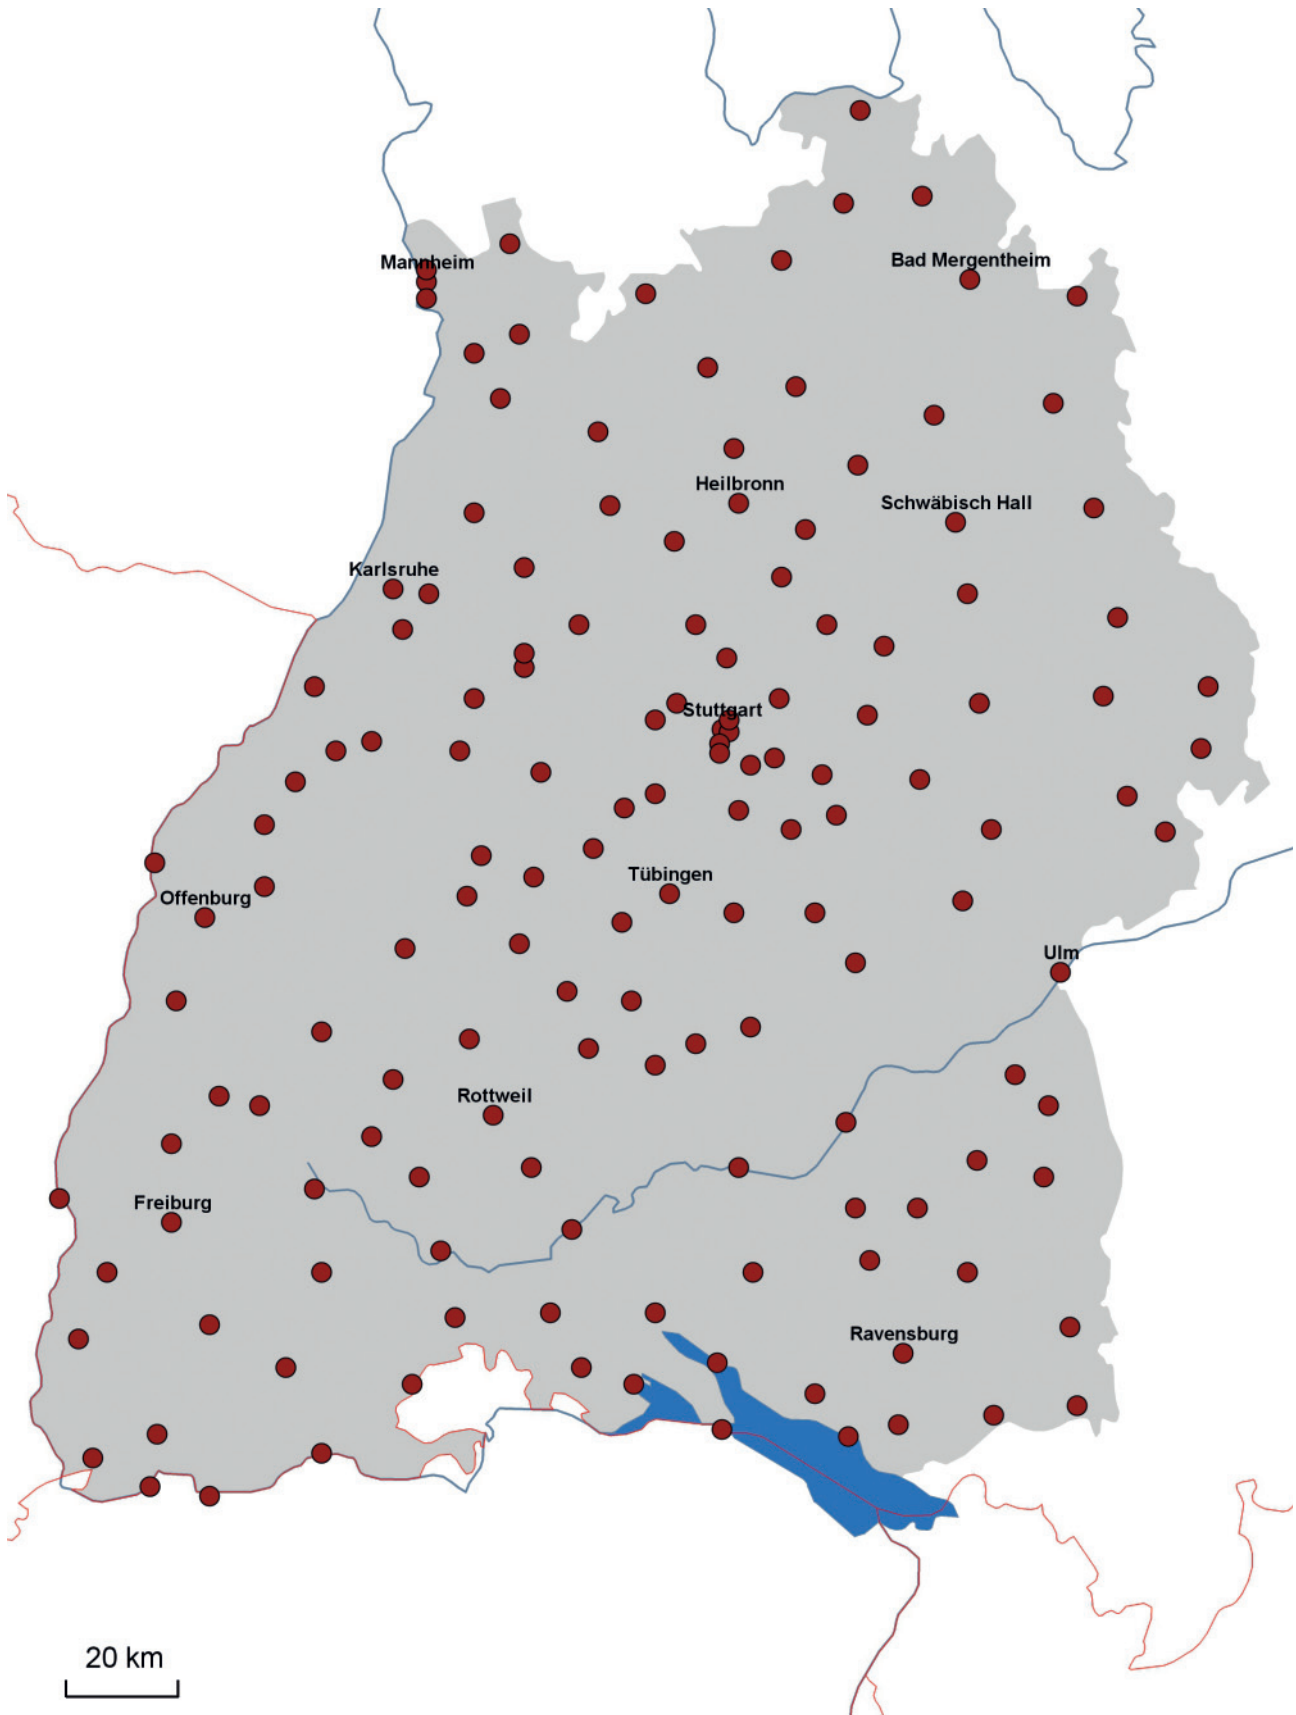 Mannheim
Bad Mergentheim
Heilbronn
Schwäbisch Hall
Karlsruhe
Stuttgart
Tübingen
Offenburg
Ulm
Rottweil
Freiburg
Ravensburg
20 km